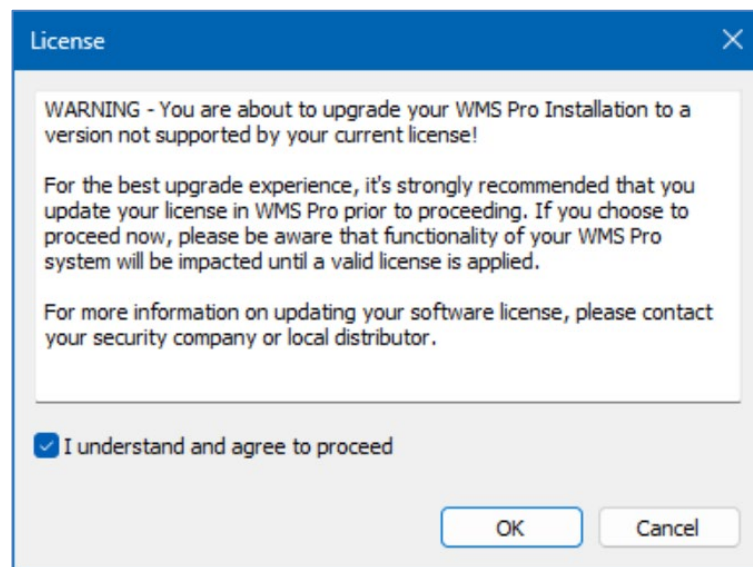 License
WARNING - You are about to upgrade your WMS Pro Installation to a
version not supported by your current license!
For the best upgrade experience, it's strongly recommended that you
update your license in WMS Pro prior to proceeding. If you choose to
proceed now, please be aware that functionality of your WMS Pro
system will be impacted until a valid license is applied.
For more information on updating your software license, please contact
your security company or local distributor.
I understand and agree to proceed
OK
Cancel